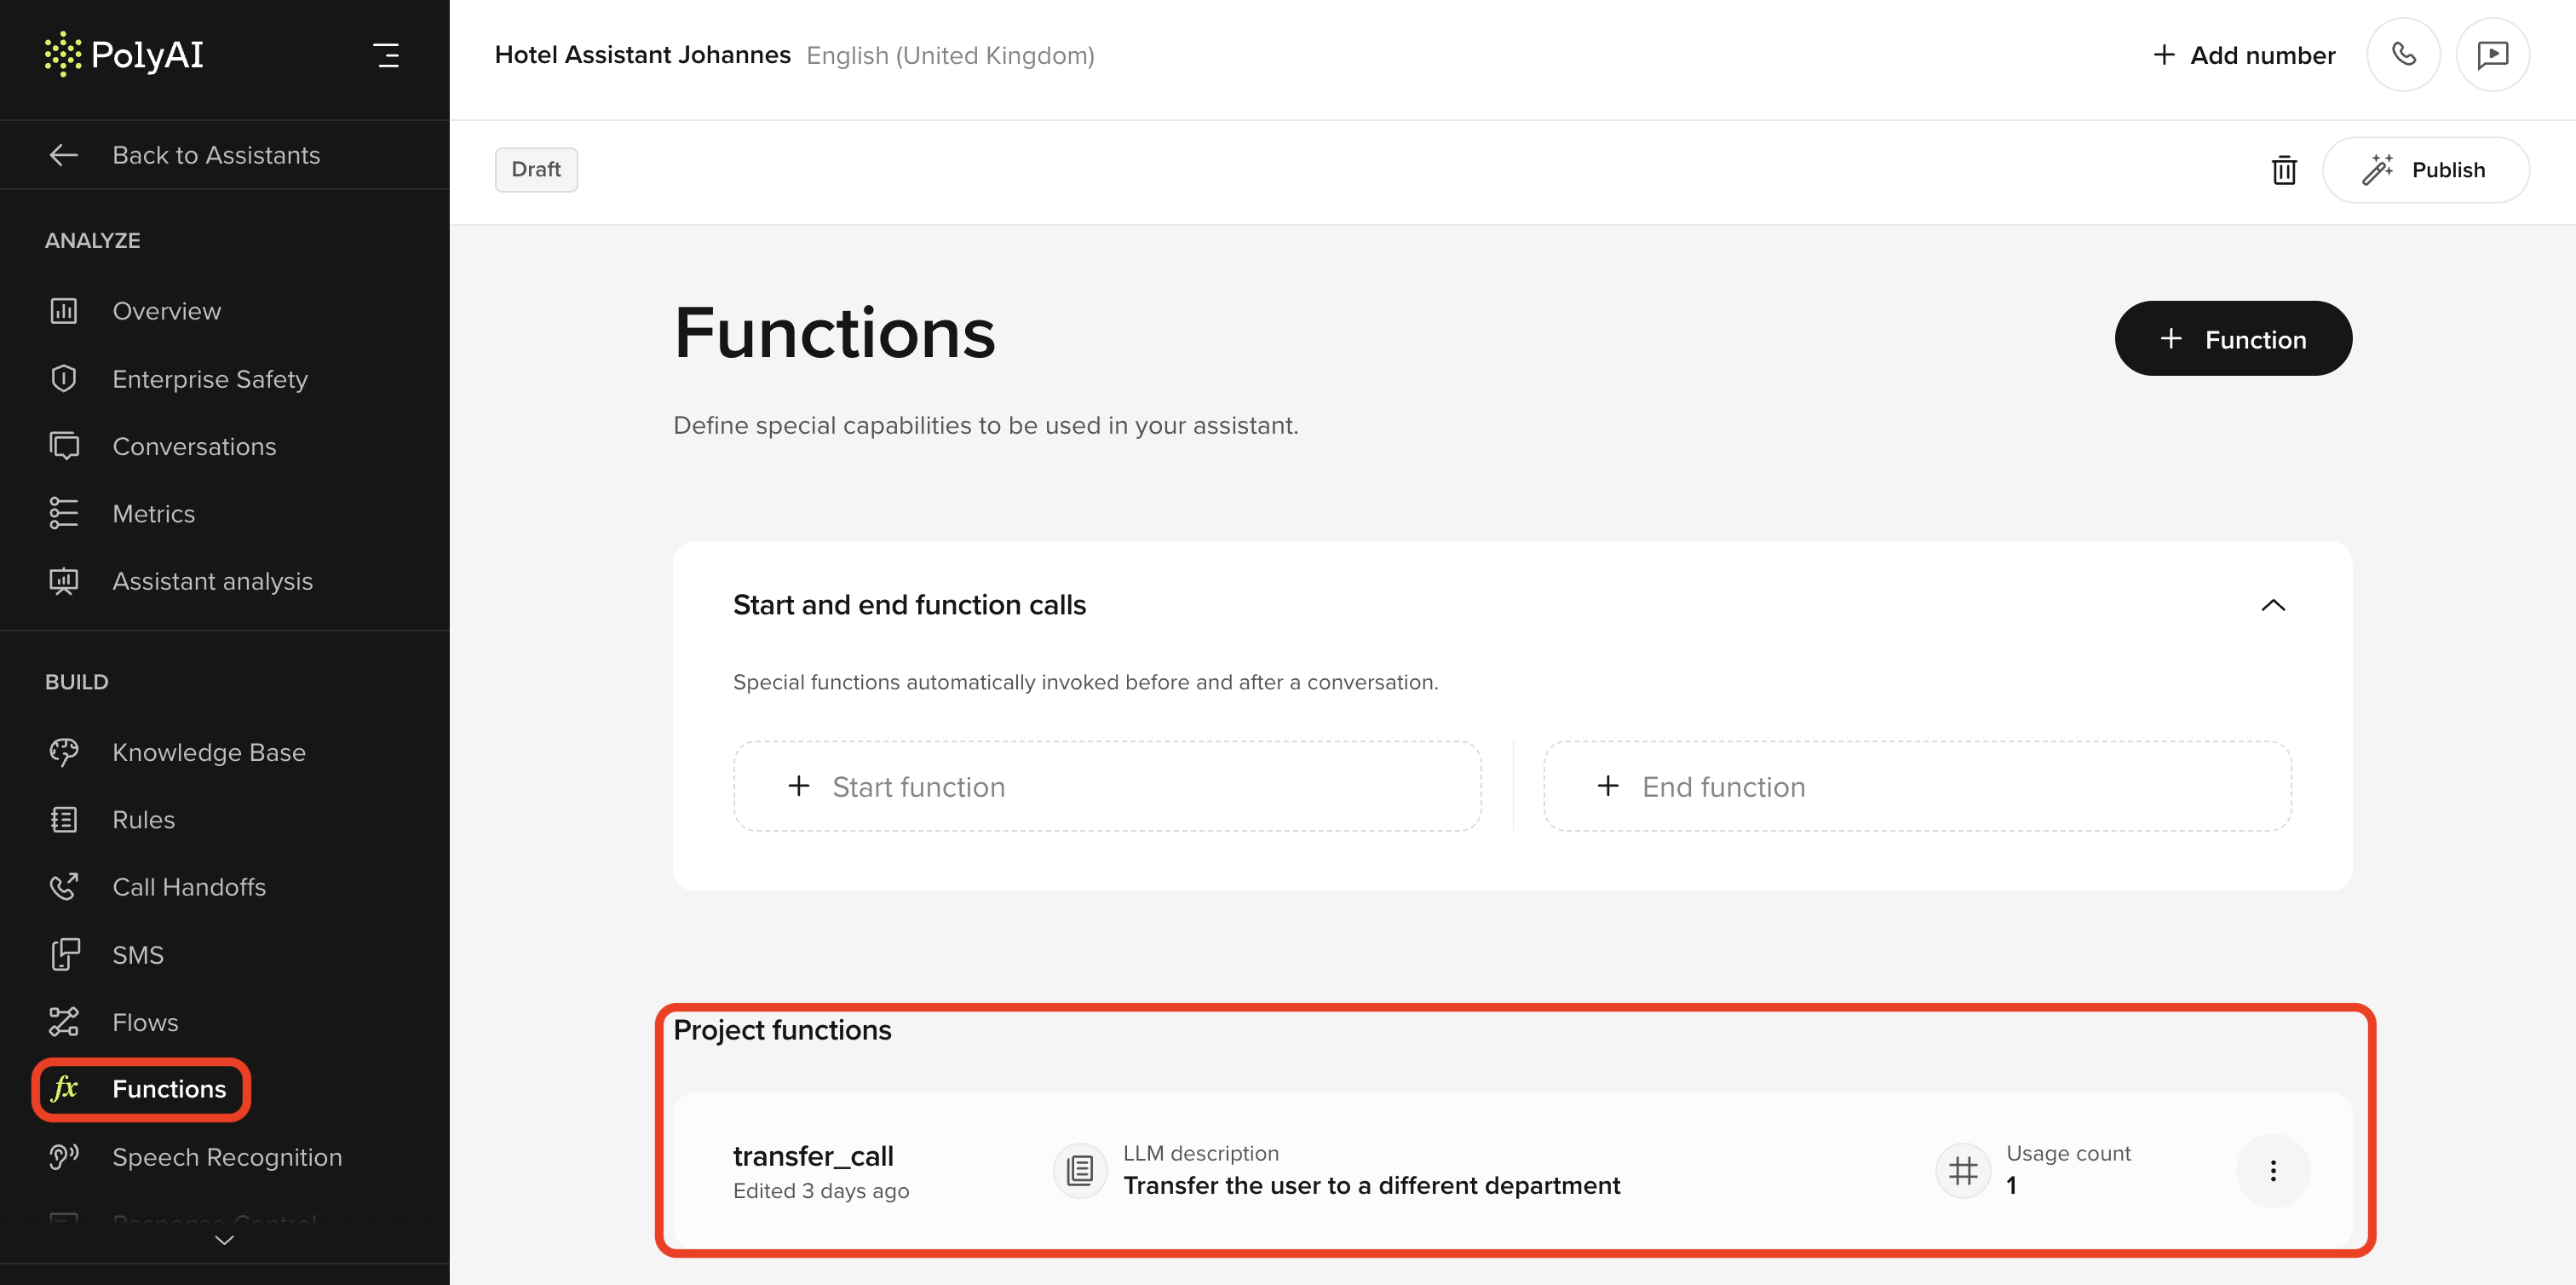 PolyAI
Back to Assistants
ANALYZE
Overview
Enterprise Safety
Conversations
Metrics
Assistant analysis
BUILD
Knowledge Base
Rules
Call Handoffs
SMS
Flows
fx Functions
Speech Recognition
Response Control
Hotel Assistant Johannes English (United Kingdom)
+ Add number
Draft
Publish
Functions
+ Function
Define special capabilities to be used in your assistant.
Start and end function calls
Special functions automatically invoked before and after a conversation.
+ Start function
+ End function
Project functions
transfer_call
Edited 3 days ago
LLM description
Transfer the user to a different department
Usage count
1